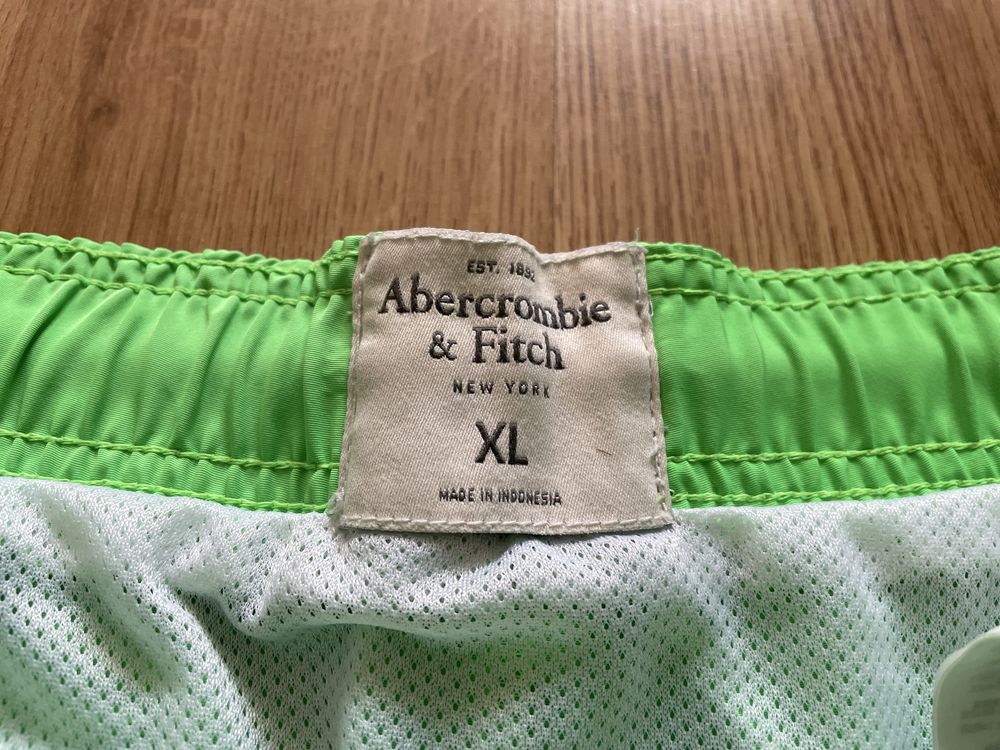 EST. 1892
Abercrombie
& Fitch
NEW YORK
XL
MADE IN INDONESIA